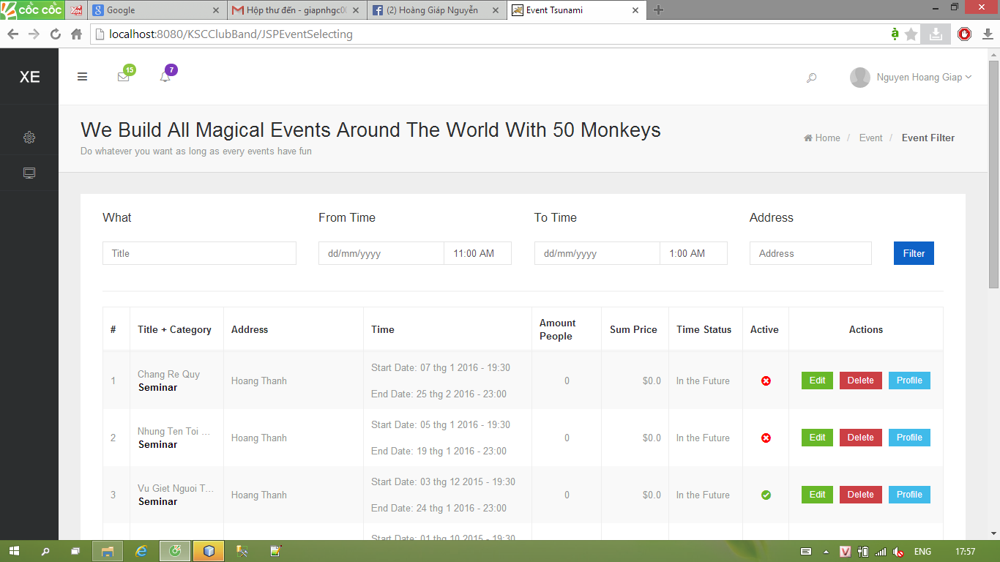 cốc cốc
Google
Hộp thư đến - giapnhgc0
(2) Hoàng Giáp Nguyễn
Event Tsunami
localhost:8080/KSCClubBand/JSPEventSelecting
XE
15
7
Nguyen Hoang Giap
We Build All Magical Events Around The World With 50 Monkeys
Do whatever you want as long as every events have fun
Home / Event / Event Filter
What
From Time
To Time
Address
Title
dd/mm/yyyy
11:00 AM
dd/mm/yyyy
1:00 AM
Address
Filter
#
Title + Category
Address
Time
Amount
People
Sum Price
Time Status
Active
Actions
1
Chang Re Quy
Seminar
Hoang Thanh
Start Date: 07 thg 1 2016 - 19:30
End Date: 25 thg 2 2016 - 23:00
0
$0.0
In the Future
Edit
Delete
Profile
2
Nhung Ten Toi ...
Seminar
Hoang Thanh
Start Date: 05 thg 1 2016 - 19:30
End Date: 19 thg 1 2016 - 23:00
0
$0.0
In the Future
Edit
Delete
Profile
3
Vu Giet Nguoi T...
Seminar
Hoang Thanh
Start Date: 03 thg 12 2015 - 19:30
End Date: 24 thg 1 2016 - 23:00
0
$0.0
In the Future
Edit
Delete
Profile
Start Date: 01 thg 10 2015 - 19:30
ENG
17:57